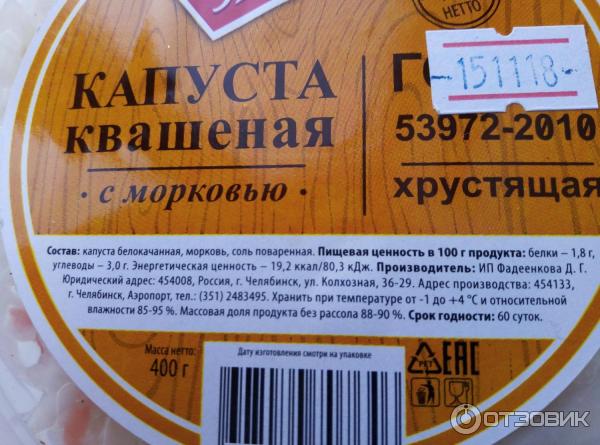 НЕТТО
КАПУСТА
квашеная
· с морковью ·
151118
53972-2010
хрустящая
Состав: капуста белокачанная, морковь, соль поваренная. Пищевая ценность в 100 г продукта: белки – 1,8 г,
углеводы – 3,0 г. Энергетическая ценность – 19,2 ккал/80,3 кДж. Производитель: ИП Фадеенкова Д. Г.
Юридический адрес: 454008, Россия, г. Челябинск, ул. Колхозная, 36-29. Адрес производства: 454133,
г. Челябинск, Аэропорт, тел.: (351) 2483495. Хранить при температуре от -1 до +4 °С и относительной
влажности 85-95 %. Массовая доля продукта без рассола 88-90 %. Срок годности: 60 суток.
Масса нетто:
400 г
Дату изготовления смотри на упаковке
PET
EAC
ОТЗОВИК